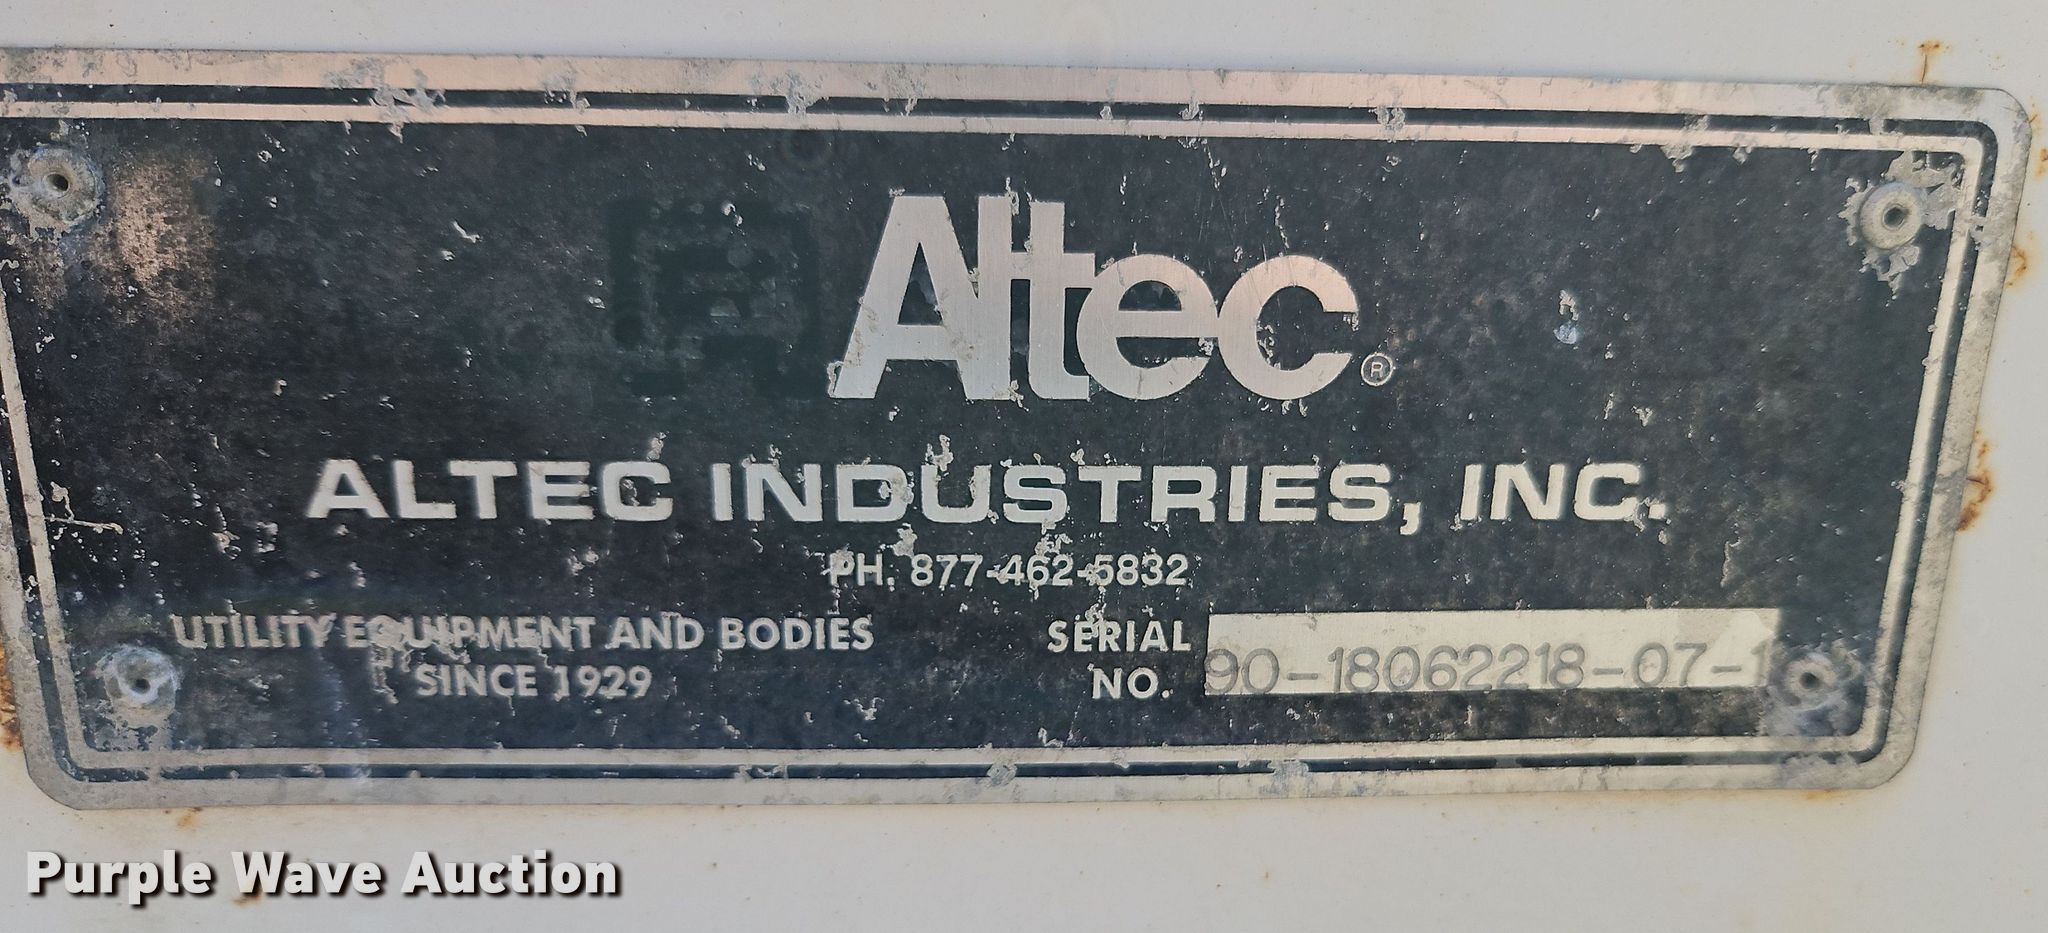 Altec®
ALTEC INDUSTRIES, INC.
PH. 877-462-5832
UTILITY EQUIPMENT AND BODIES
SINCE 1929
SERIAL
NO. 90-18062218-07-1
Purple Wave Auction